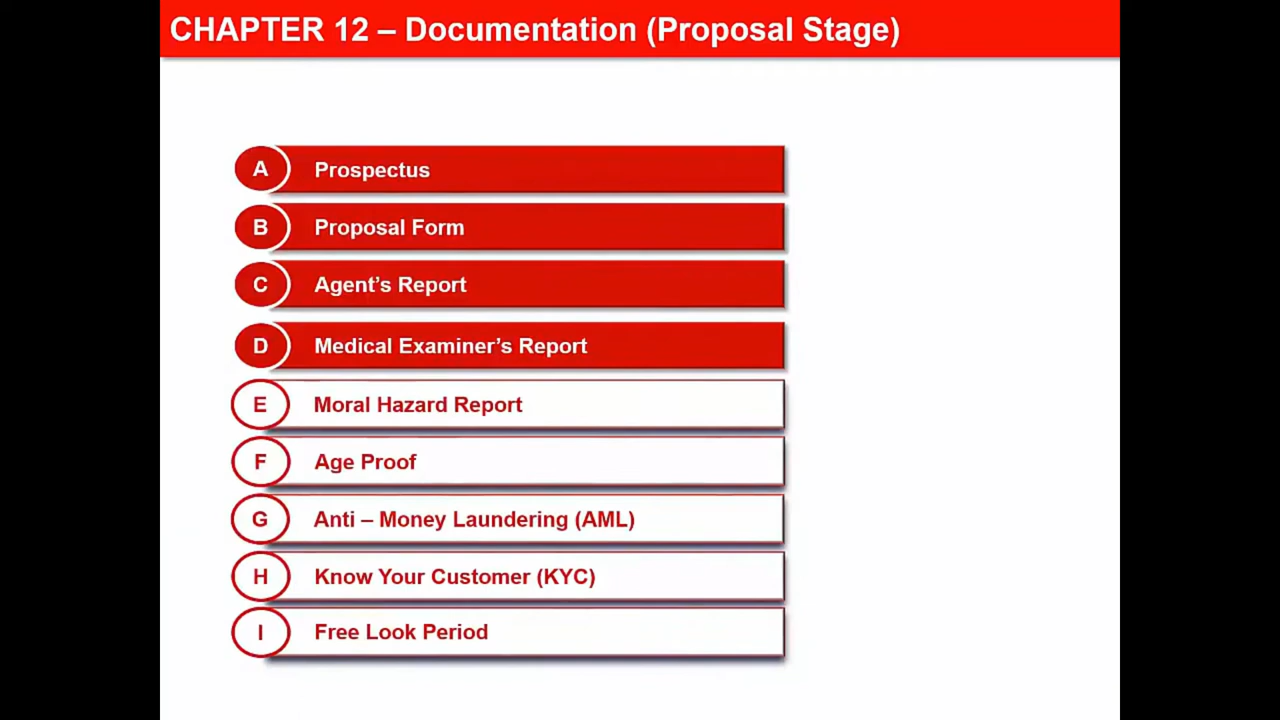 CHAPTER 12 – Documentation (Proposal Stage)
A Prospectus
B Proposal Form
C Agent’s Report
D Medical Examiner’s Report
E Moral Hazard Report
F Age Proof
G Anti – Money Laundering (AML)
H Know Your Customer (KYC)
I Free Look Period